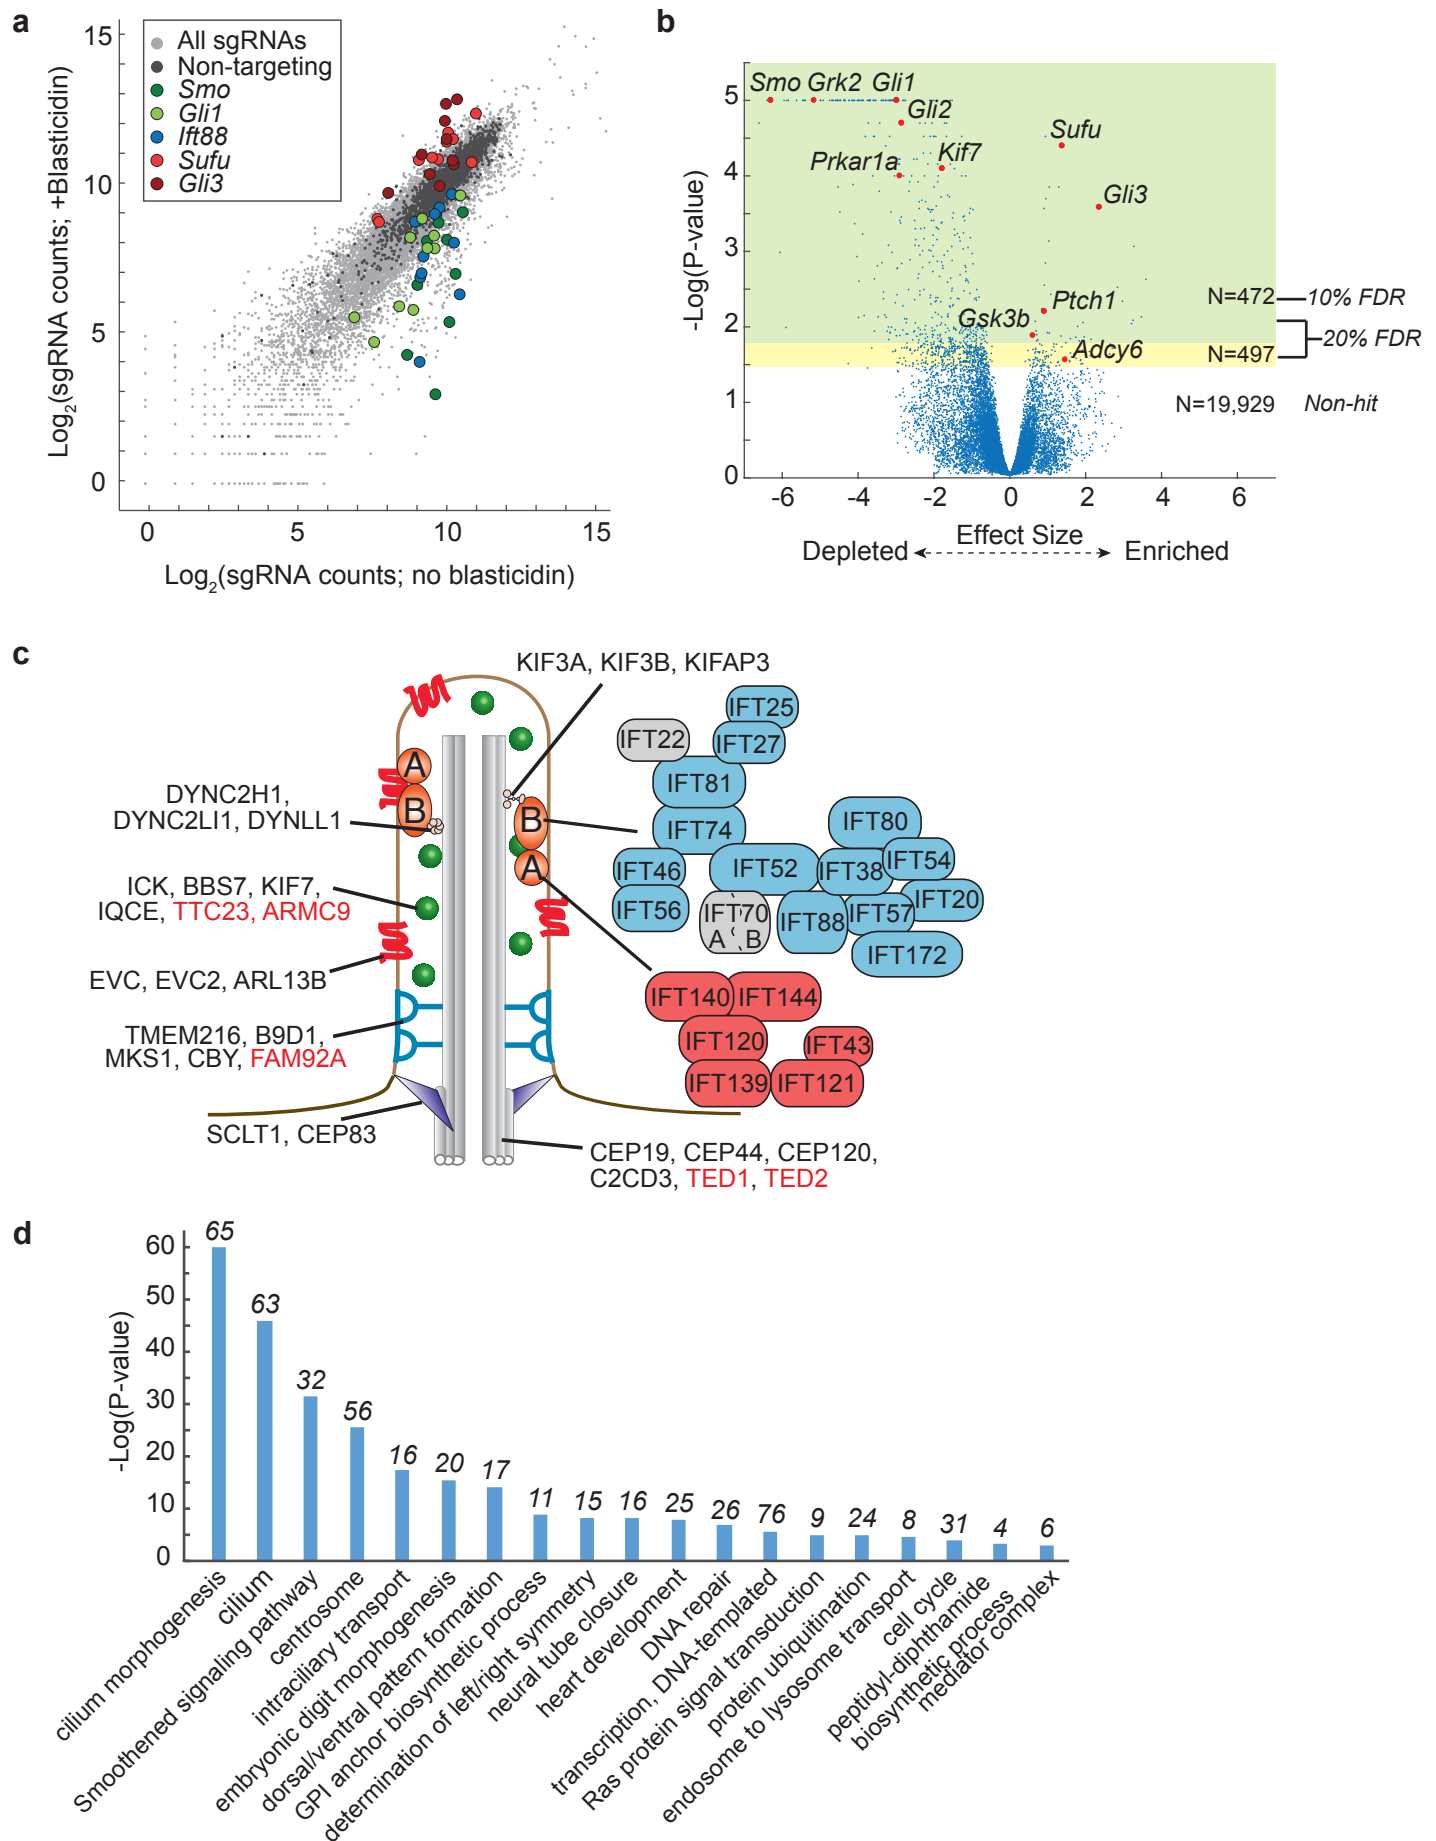 a
15
10
5
0
Log2(sgRNA counts; +Blasticidin)
All sgRNAs
Non-targeting
Smo
Gli1
Ift88
Sufu
Gli3
0 5 10 15
Log2(sgRNA counts; no blasticidin)
b
5
4
3
2
1
0
-Log(P-value)
Smo Grk2 Gli1
Gli2
Sufu
Prkar1a
Kif7
Gli3
Ptch1
Gsk3b
Adcy6
N=472
10% FDR
20% FDR
N=497
N=19,929
Non-hit
-6 -4 -2 0 2 4 6
Effect Size
Depleted
Enriched
c
KIF3A, KIF3B, KIFAP3
DYNC2H1,
DYNC2LI1, DYNLL1
ICK, BBS7, KIF7,
IQCE, TTC23, ARMC9
EVC, EVC2, ARL13B
TMEM216, B9D1,
MKS1, CBY, FAM92A
SCLT1, CEP83
CEP19, CEP44, CEP120,
C2CD3, TED1, TED2
A
B
B
A
IFT25
IFT22
IFT27
IFT81
IFT74
IFT80
IFT46
IFT52
IFT38
IFT54
IFT56
IFT70
A B
IFT88
IFT57
IFT20
IFT172
IFT140
IFT144
IFT120
IFT43
IFT139
IFT121
d
60
50
40
30
20
10
0
-Log(P-value)
65
63
32
56
16
20
17
11
15
16
25
26
76
9
24
8
31
4
6
cilium morphogenesis
cilium
Smoothened signaling pathway
centrosome
intraciliary transport
embryonic digit morphogenesis
dorsal/ventral pattern formation
GPI anchor biosynthetic process
determination of left/right symmetry
neural tube closure
heart development
DNA repair
transcription, DNA-templated
Ras protein signal transduction
protein ubiquitination
endosome to lysosome transport
cell cycle
peptidyl-diphthamide
biosynthetic process
mediator complex